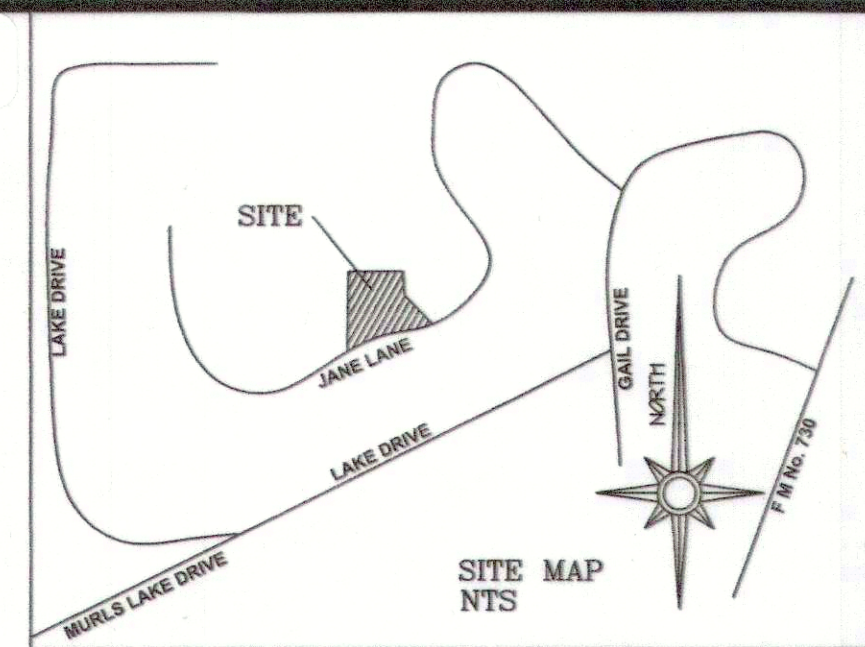 SITE
LAKE DRIVE
JANE LANE
GAIL DRIVE
NORTH
LAKE DRIVE
F M No. 730
MURLS LAKE DRIVE
SITE MAP
NTS